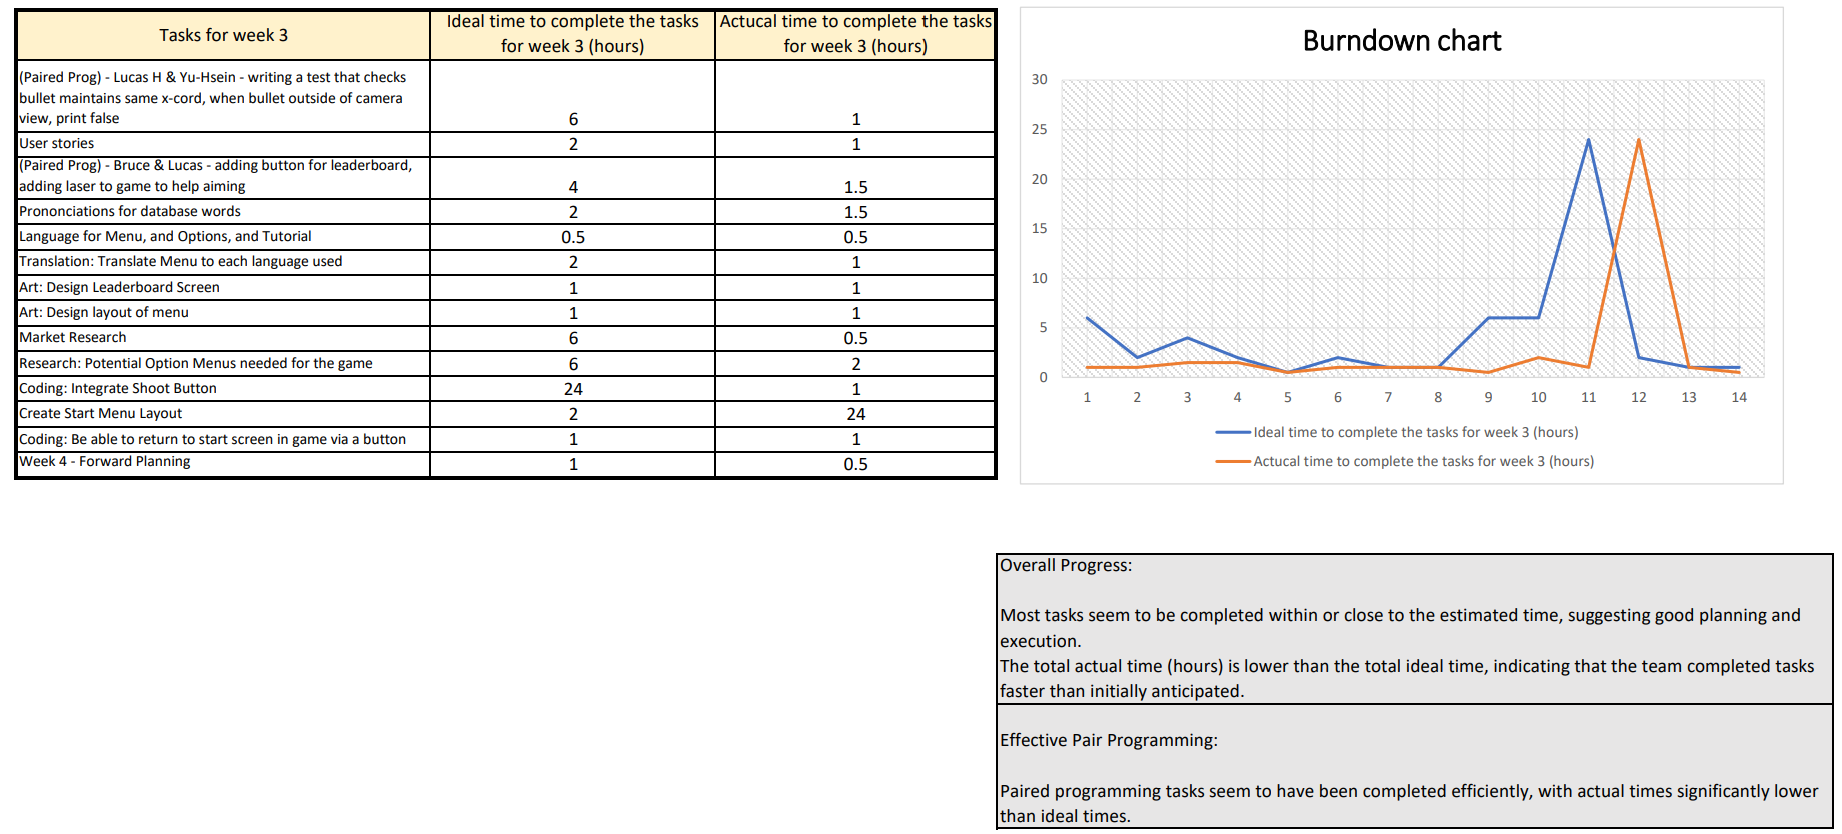 Tasks for week 3
Ideal time to complete the tasks
for week 3 (hours)
Actucal time to complete the tasks
for week 3 (hours)
(Paired Prog) - Lucas H & Yu-Hsein - writing a test that checks
bullet maintains same x-cord, when bullet outside of camera
view, print false
6
1
User stories
2
1
(Paired Prog) - Bruce & Lucas - adding button for leaderboard,
adding laser to game to help aiming
4
1.5
Prononciations for database words
2
1.5
Language for Menu, and Options, and Tutorial
0.5
0.5
Translation: Translate Menu to each language used
2
1
Art: Design Leaderboard Screen
1
1
Art: Design layout of menu
1
1
Market Research
6
0.5
Research: Potential Option Menus needed for the game
6
2
Coding: Integrate Shoot Button
24
1
Create Start Menu Layout
2
24
Coding: Be able to return to start screen in game via a button
1
1
Week 4 - Forward Planning
1
0.5
Burndown chart
30
25
20
15
10
5
0
1 2 3 4 5 6 7 8 9 10 11 12 13 14
Ideal time to complete the tasks for week 3 (hours)
Actucal time to complete the tasks for week 3 (hours)
Overall Progress:
Most tasks seem to be completed within or close to the estimated time, suggesting good planning and
execution.
The total actual time (hours) is lower than the total ideal time, indicating that the team completed tasks
faster than initially anticipated.
Effective Pair Programming:
Paired programming tasks seem to have been completed efficiently, with actual times significantly lower
than ideal times.